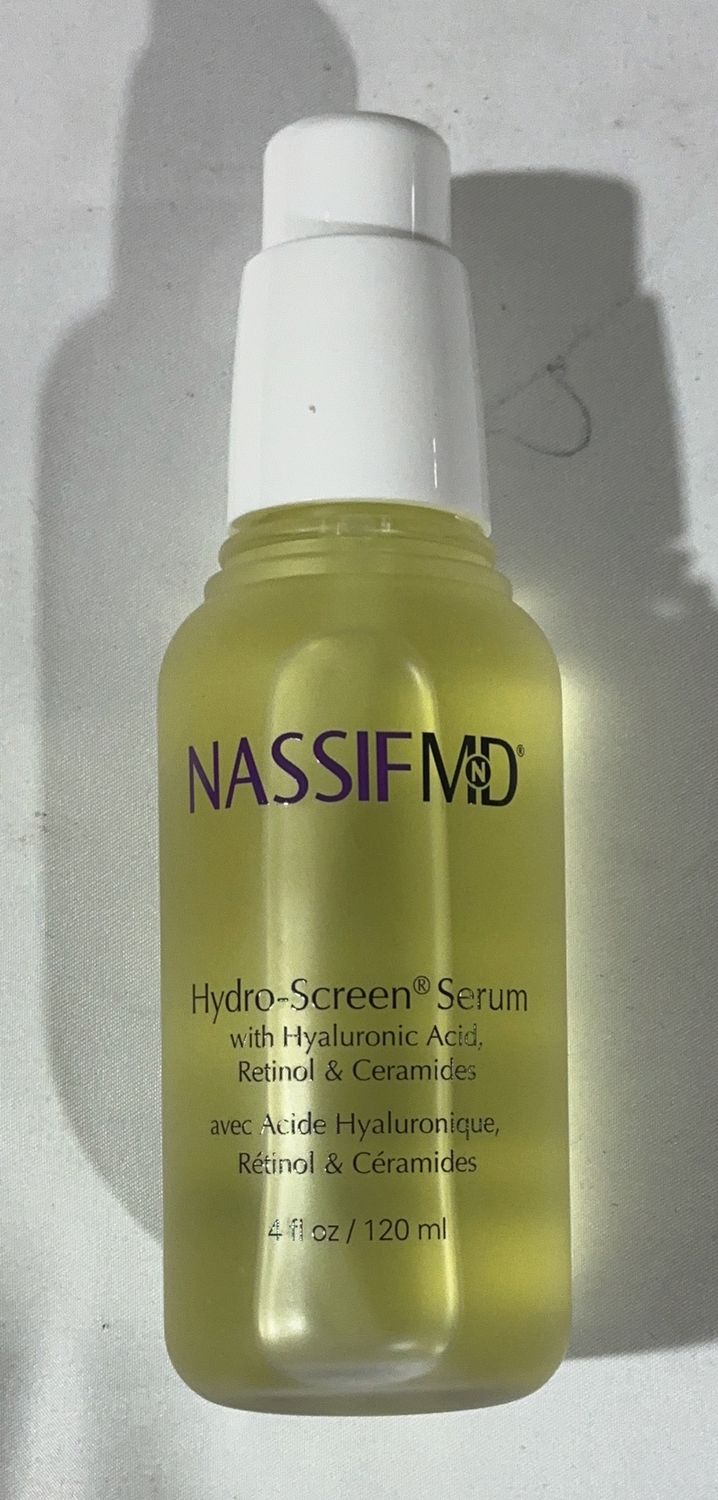 NASSIFMD®
Hydro-Screen® Serum
with Hyaluronic Acid,
Retinol & Ceramides
avec Acide Hyaluronique,
Rétinol & Céramides
4 fl oz / 120 ml